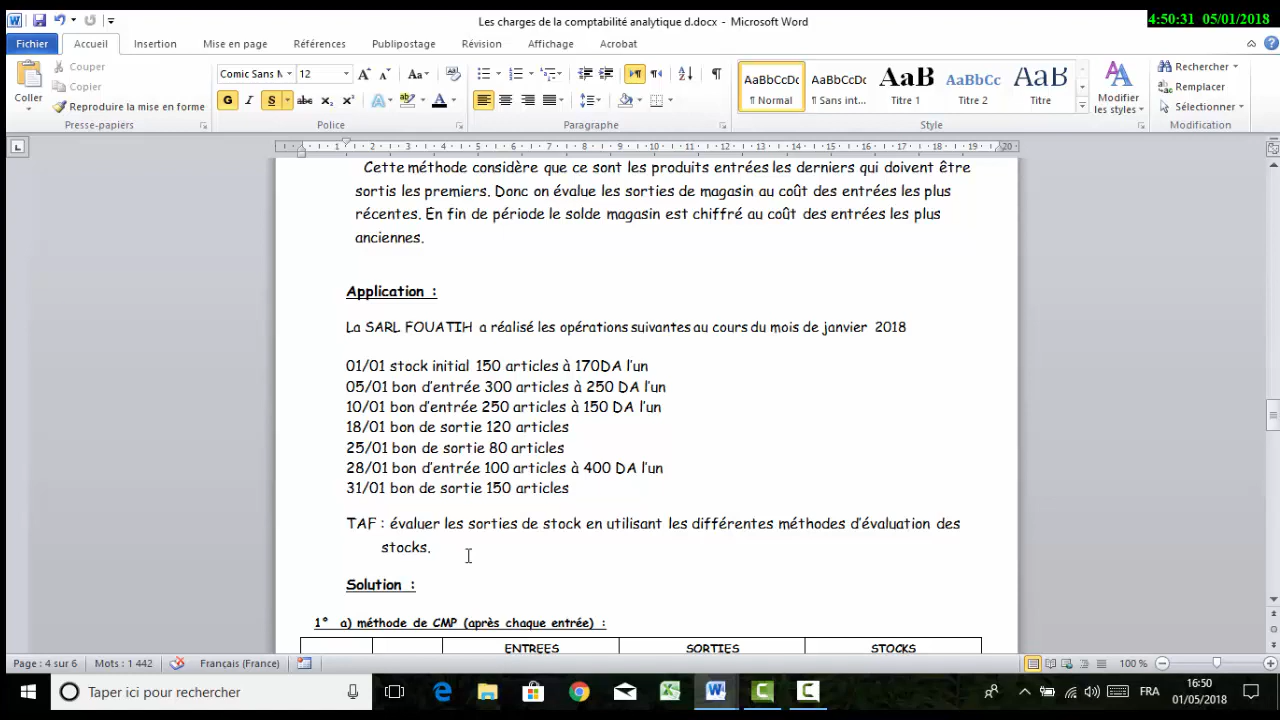 Les charges de la comptabilité analytique d.docx - Microsoft Word
4:50:31 05/01/2018
Fichier Accueil Insertion Mise en page Références Publipostage Révision Affichage Acrobat
Coller
Couper
Copier
Reproduire la mise en forme
Presse-papiers
Comic Sans M 12
Police
Paragraphe
AaBbCcDc ¶ Normal
AaBbCcDc ¶ Sans int...
AaB Titre 1
AaBbCc Titre 2
AaB Titre
Modifier les styles
Style
Rechercher
Remplacer
Sélectionner
Modification
Cette méthode considère que ce sont les produits entrées les derniers qui doivent être
sortis les premiers. Donc on évalue les sorties de magasin au coût des entrées les plus
récentes. En fin de période le solde magasin est chiffré au coût des entrées les plus
anciennes.
Application :
La SARL FOUATIH a réalisé les opérations suivantes au cours du mois de janvier 2018
01/01 stock initial 150 articles à 170DA l'un
05/01 bon d'entrée 300 articles à 250 DA l'un
10/01 bon d'entrée 250 articles à 150 DA l'un
18/01 bon de sortie 120 articles
25/01 bon de sortie 80 articles
28/01 bon d'entrée 100 articles à 400 DA l'un
31/01 bon de sortie 150 articles
TAF : évaluer les sorties de stock en utilisant les différentes méthodes d'évaluation des
stocks.
Solution :
1° a) méthode de CMP (après chaque entrée) :
ENTREES SORTIES STOCKS
Page : 4 sur 6 Mots : 1 442 Français (France) 100 %
Taper ici pour rechercher
FRA
16:50
01/05/2018